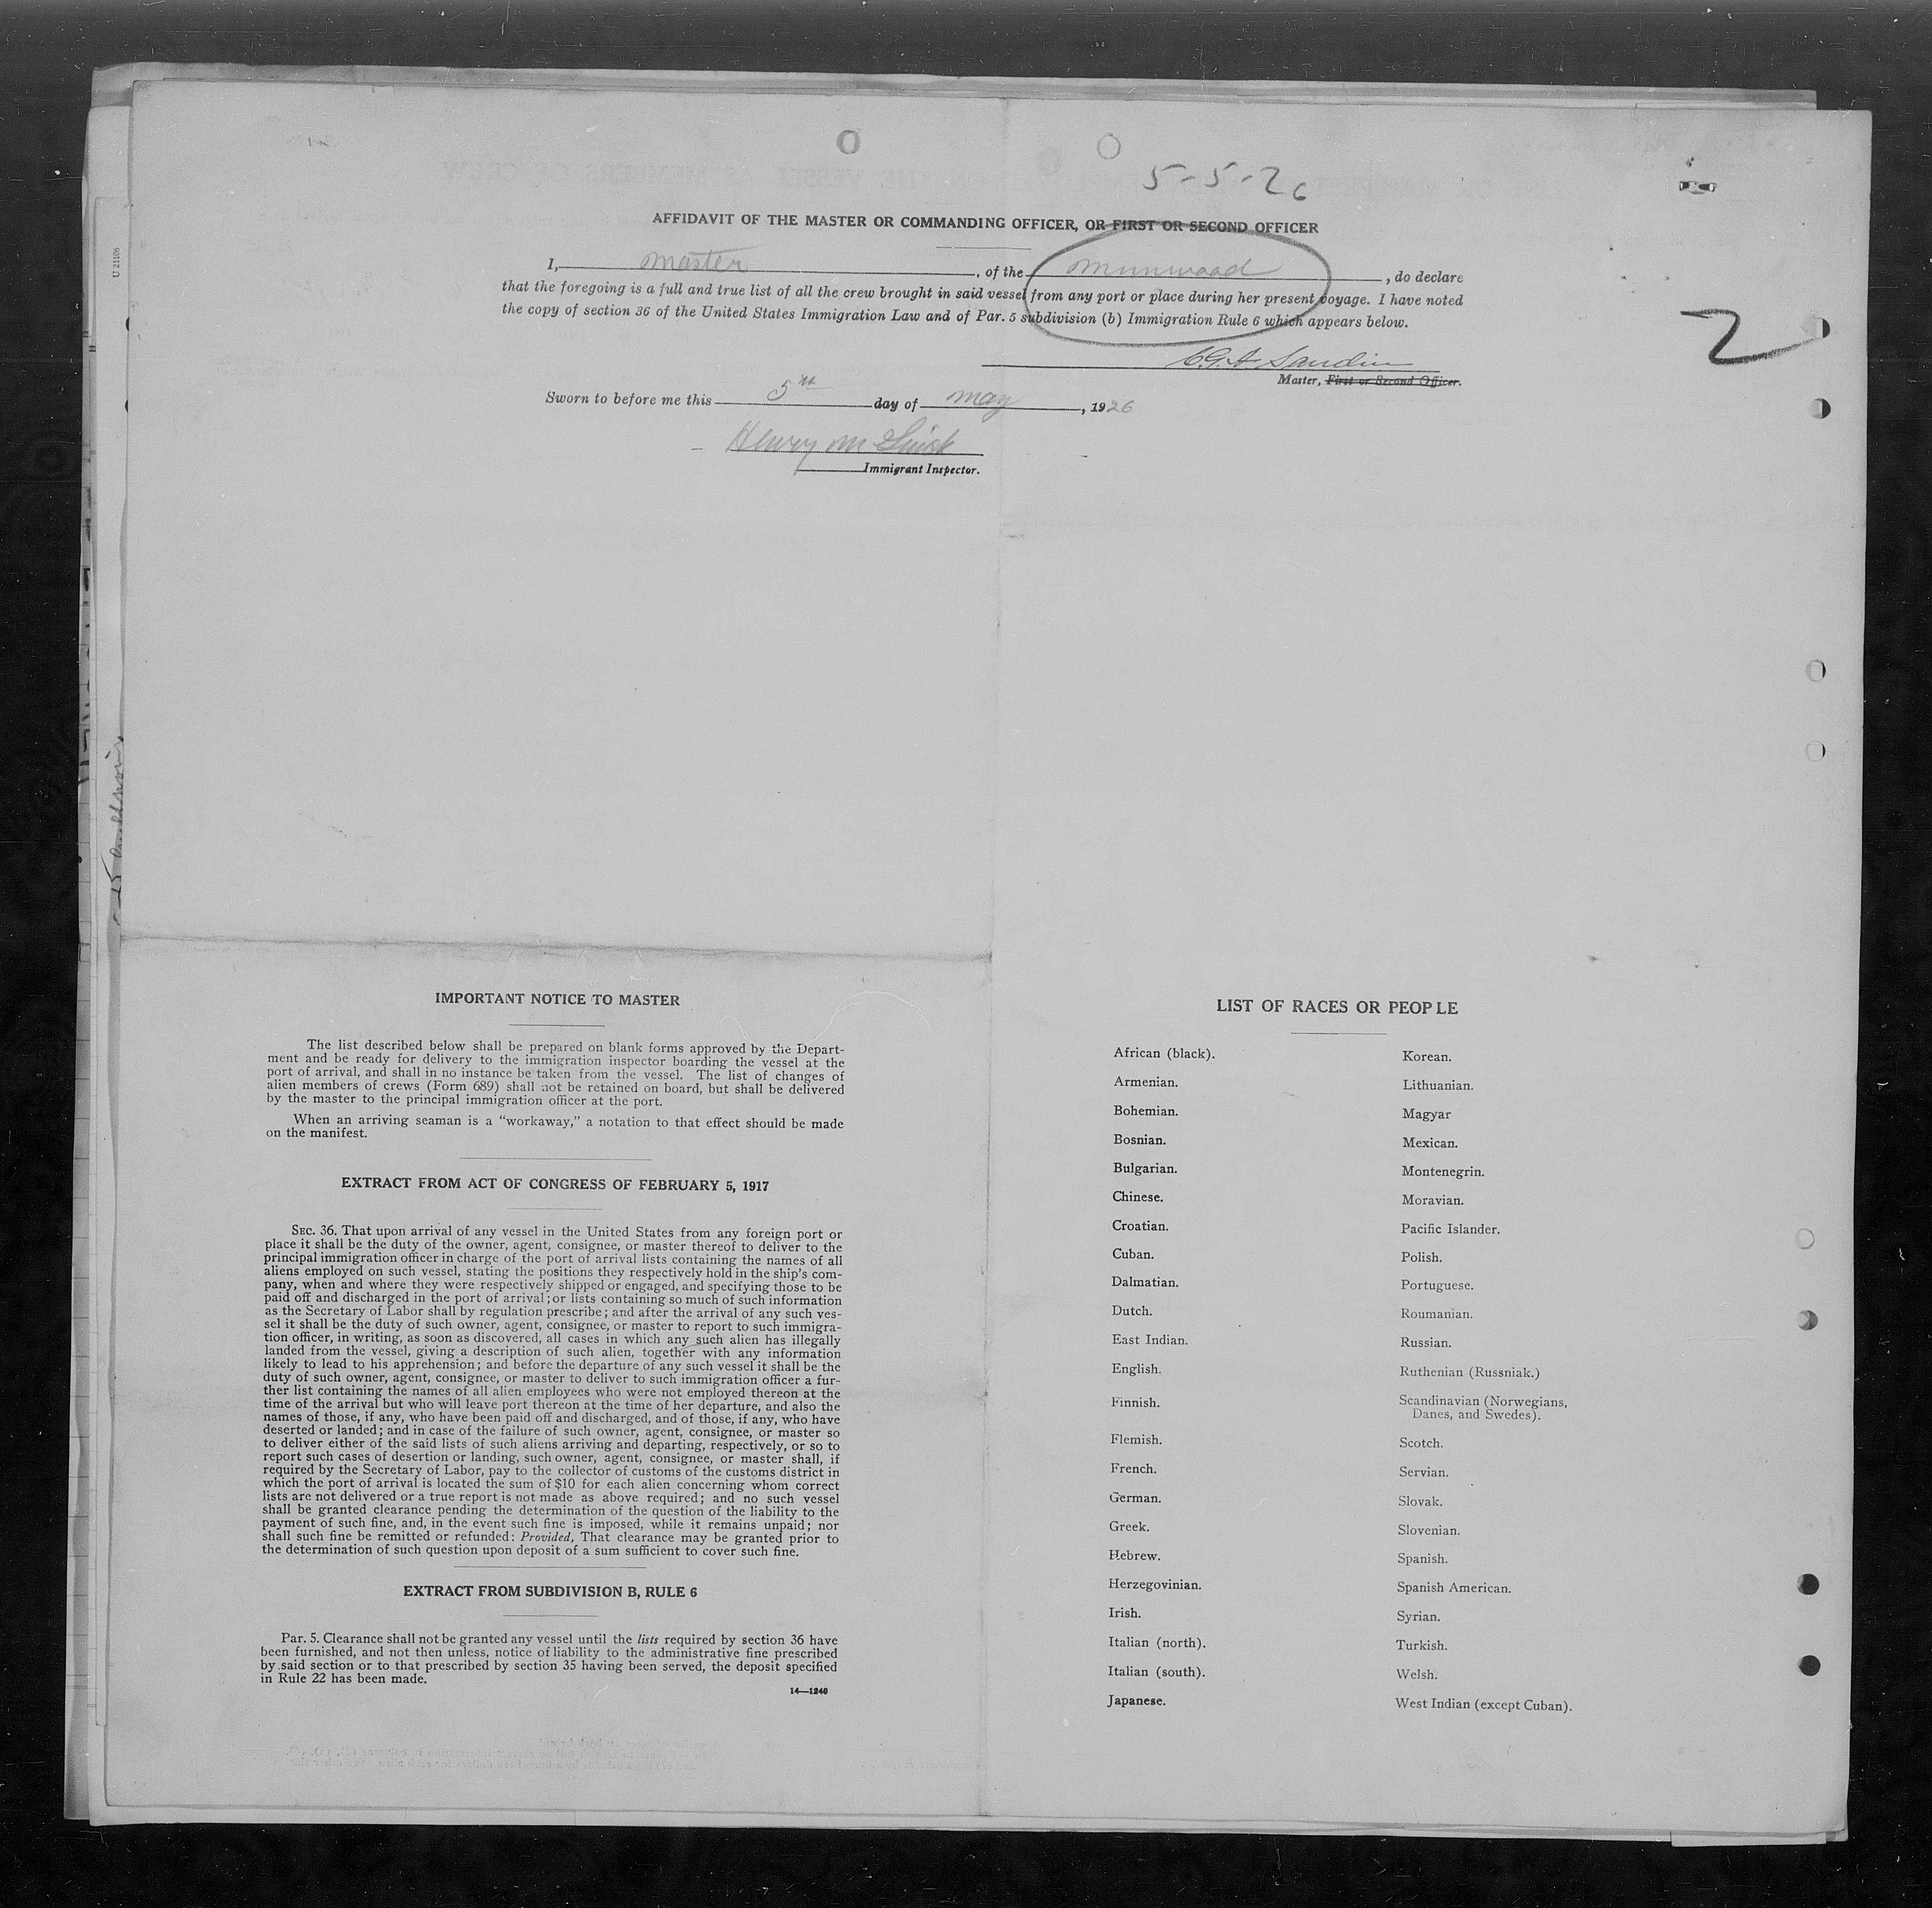 5-5-26
AFFIDAVIT OF THE MASTER OR COMMANDING OFFICER, OR FIRST OR SECOND OFFICER
I, Master, of the Munwood, do declare
that the foregoing is a full and true list of all the crew brought in said vessel from any port or place during her present voyage. I have noted
the copy of section 36 of the United States Immigration Law and of Par. 5 subdivision (b) Immigration Rule 6 which appears below.
2
C.G.A. Sandin
Master, First or Second Officer.
Sworn to before me this 5th day of May, 1926
Henry M
Immigrant Inspector.
U 21106
IMPORTANT NOTICE TO MASTER
The list described below shall be prepared on blank forms approved by the Depart-
ment and be ready for delivery to the immigration inspector boarding the vessel at the
port of arrival, and shall in no instance be taken from the vessel. The list of changes of
alien members of crews (Form 689) shall not be retained on board, but shall be delivered
by the master to the principal immigration officer at the port.
When an arriving seaman is a "workaway," a notation to that effect should be made
on the manifest.
EXTRACT FROM ACT OF CONGRESS OF FEBRUARY 5, 1917
SEC. 36. That upon arrival of any vessel in the United States from any foreign port or
place it shall be the duty of the owner, agent, consignee, or master thereof to deliver to the
principal immigration officer in charge of the port of arrival lists containing the names of all
aliens employed on such vessel, stating the positions they respectively hold in the ship's com-
pany, when and where they were respectively shipped or engaged, and specifying those to be
paid off and discharged in the port of arrival; or lists containing so much of such information
as the Secretary of Labor shall by regulation prescribe; and after the arrival of any such ves-
sel it shall be the duty of such owner, agent, consignee, or master to report to such immigra-
tion officer, in writing, as soon as discovered, all cases in which any such alien has illegally
landed from the vessel, giving a description of such alien, together with any information
likely to lead to his apprehension; and before the departure of any such vessel it shall be the
duty of such owner, agent, consignee, or master to deliver to such immigration officer a fur-
ther list containing the names of all alien employees who were not employed thereon at the
time of the arrival but who will leave port thereon at the time of her departure, and also the
names of those, if any, who have been paid off and discharged, and of those, if any, who have
deserted or landed; and in case of the failure of such owner, agent, consignee, or master so
to deliver either of the said lists of such aliens arriving and departing, respectively, or so to
report such cases of desertion or landing, such owner, agent, consignee, or master shall, if
required by the Secretary of Labor, pay to the collector of customs of the customs district in
which the port of arrival is located the sum of $10 for each alien concerning whom correct
lists are not delivered or a true report is not made as above required; and no such vessel
shall be granted clearance pending the determination of the question of the liability to the
payment of such fine, and, in the event such fine is imposed, while it remains unpaid; nor
shall such fine be remitted or refunded: Provided, That clearance may be granted prior to
the determination of such question upon deposit of a sum sufficient to cover such fine.
EXTRACT FROM SUBDIVISION B, RULE 6
Par. 5. Clearance shall not be granted any vessel until the lists required by section 36 have
been furnished, and not then unless, notice of liability to the administrative fine prescribed
by said section or to that prescribed by section 35 having been served, the deposit specified
in Rule 22 has been made.
14—1240
LIST OF RACES OR PEOPLE
African (black).
Armenian.
Bohemian.
Bosnian.
Bulgarian.
Chinese.
Croatian.
Cuban.
Dalmatian.
Dutch.
East Indian.
English.
Finnish.
Flemish.
French.
German.
Greek.
Hebrew.
Herzegovinian.
Irish.
Italian (north).
Italian (south).
Japanese.
Korean.
Lithuanian.
Magyar
Mexican.
Montenegrin.
Moravian.
Pacific Islander.
Polish.
Portuguese.
Roumanian.
Russian.
Ruthenian (Russniak.)
Scandinavian (Norwegians,
Danes, and Swedes).
Scotch.
Servian.
Slovak.
Slovenian.
Spanish.
Spanish American.
Syrian.
Turkish.
Welsh.
West Indian (except Cuban).